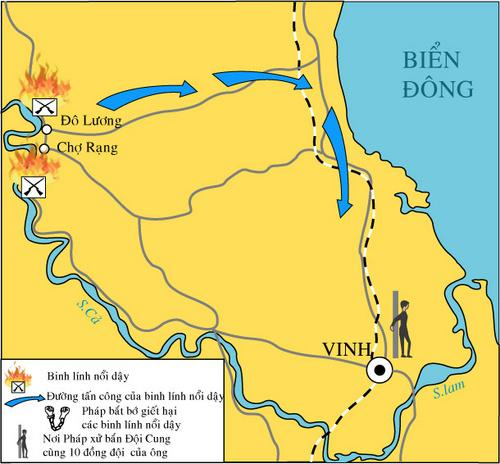 BIỂN
ĐÔNG
Đô Lương
Chợ Rạng
S.Cả
VINH
S.lam
Binh lính nổi dậy
Đường tấn công của binh lính nổi dậy
Pháp bắt bớ giết hại
các binh lính nổi dậy
Nơi Pháp xử bắn Đội Cung
cùng 10 đồng đội của ông